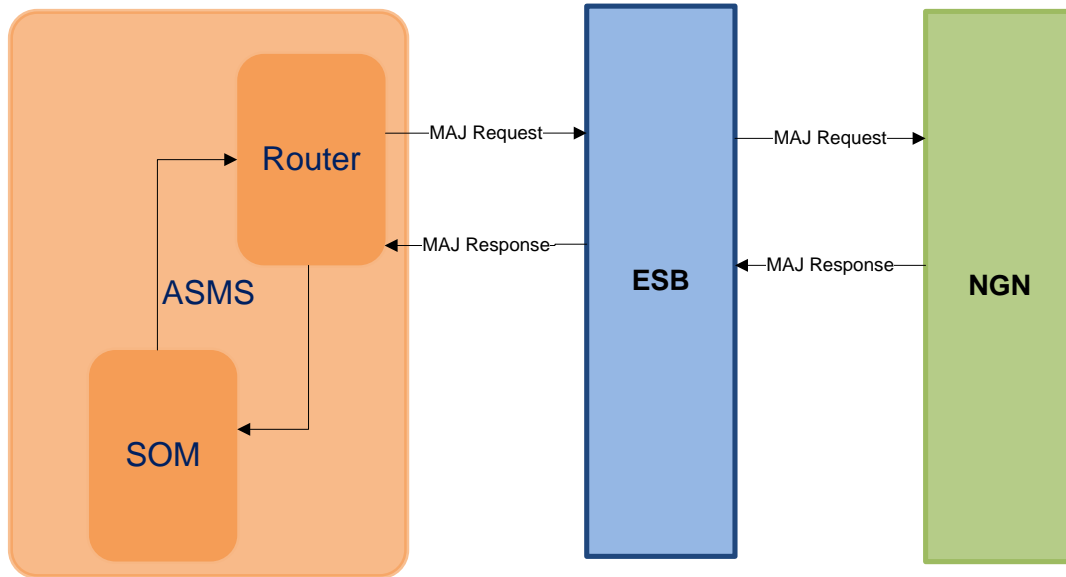 Router
MAJ Request
MAJ Request
MAJ Response
MAJ Response
ESB
NGN
ASMS
SOM